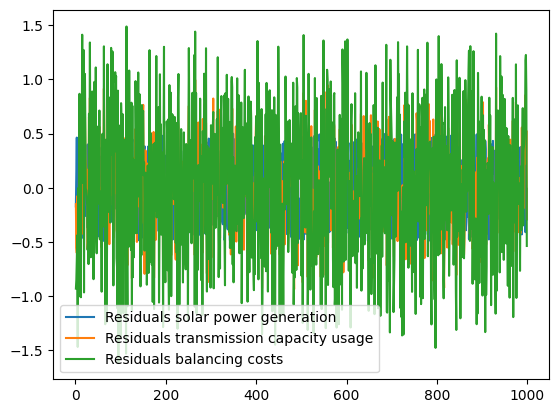 1.5
1.0
0.5
0.0
−0.5
−1.0
−1.5
Residuals solar power generation
Residuals transmission capacity usage
Residuals balancing costs
0 200 400 600 800 1000